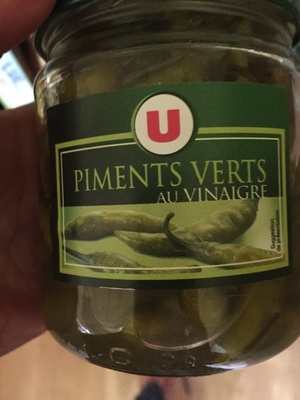 U
PIMENTS VERTS
AU VINAIGRE
Suggestion
de présentation